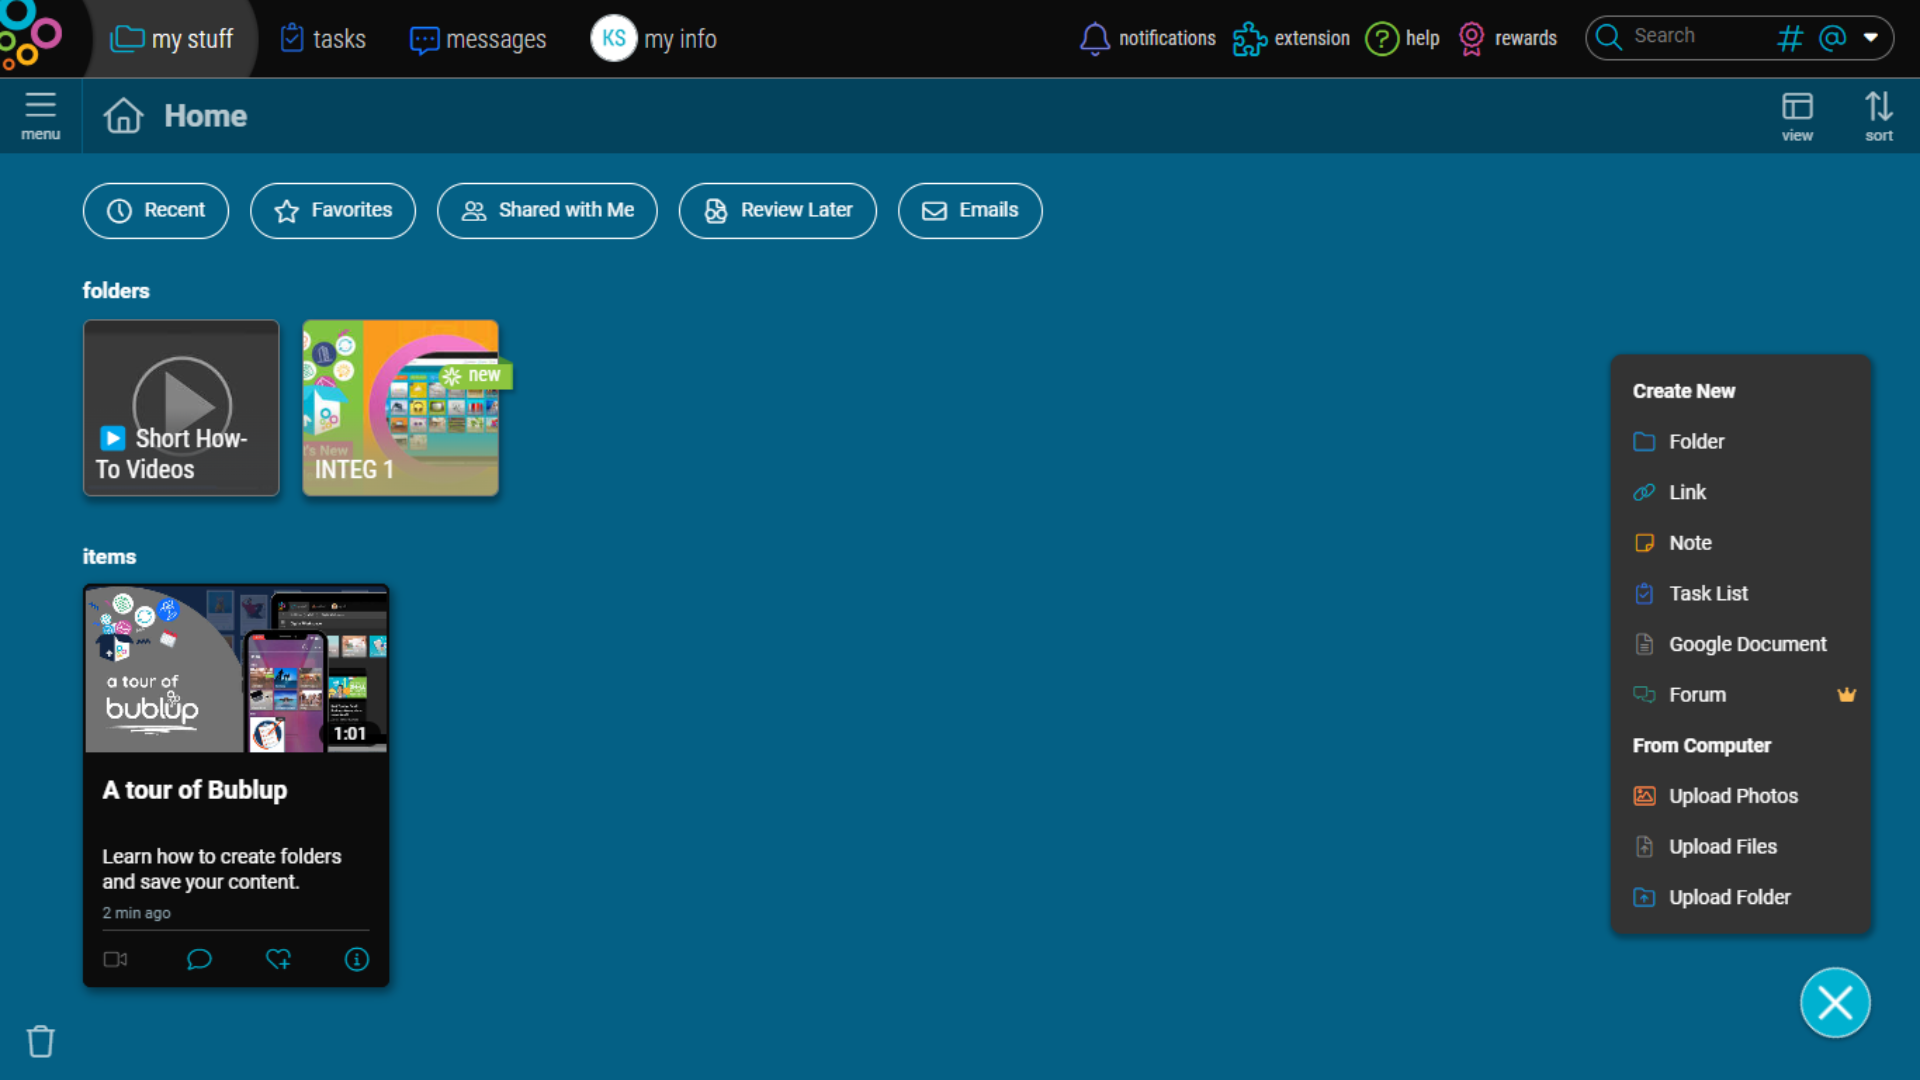 my stuff
tasks
messages
KS
my info
notifications
extension
help
rewards
Search
#
@
menu
Home
view
sort
Recent
Favorites
Shared with Me
Review Later
Emails
folders
Short How-
To Videos
new
's New
INTEG 1
items
a tour of
bublup
1:01
A tour of Bublup
Learn how to create folders
and save your content.
2 min ago
Create New
Folder
Link
Note
Task List
Google Document
Forum
From Computer
Upload Photos
Upload Files
Upload Folder